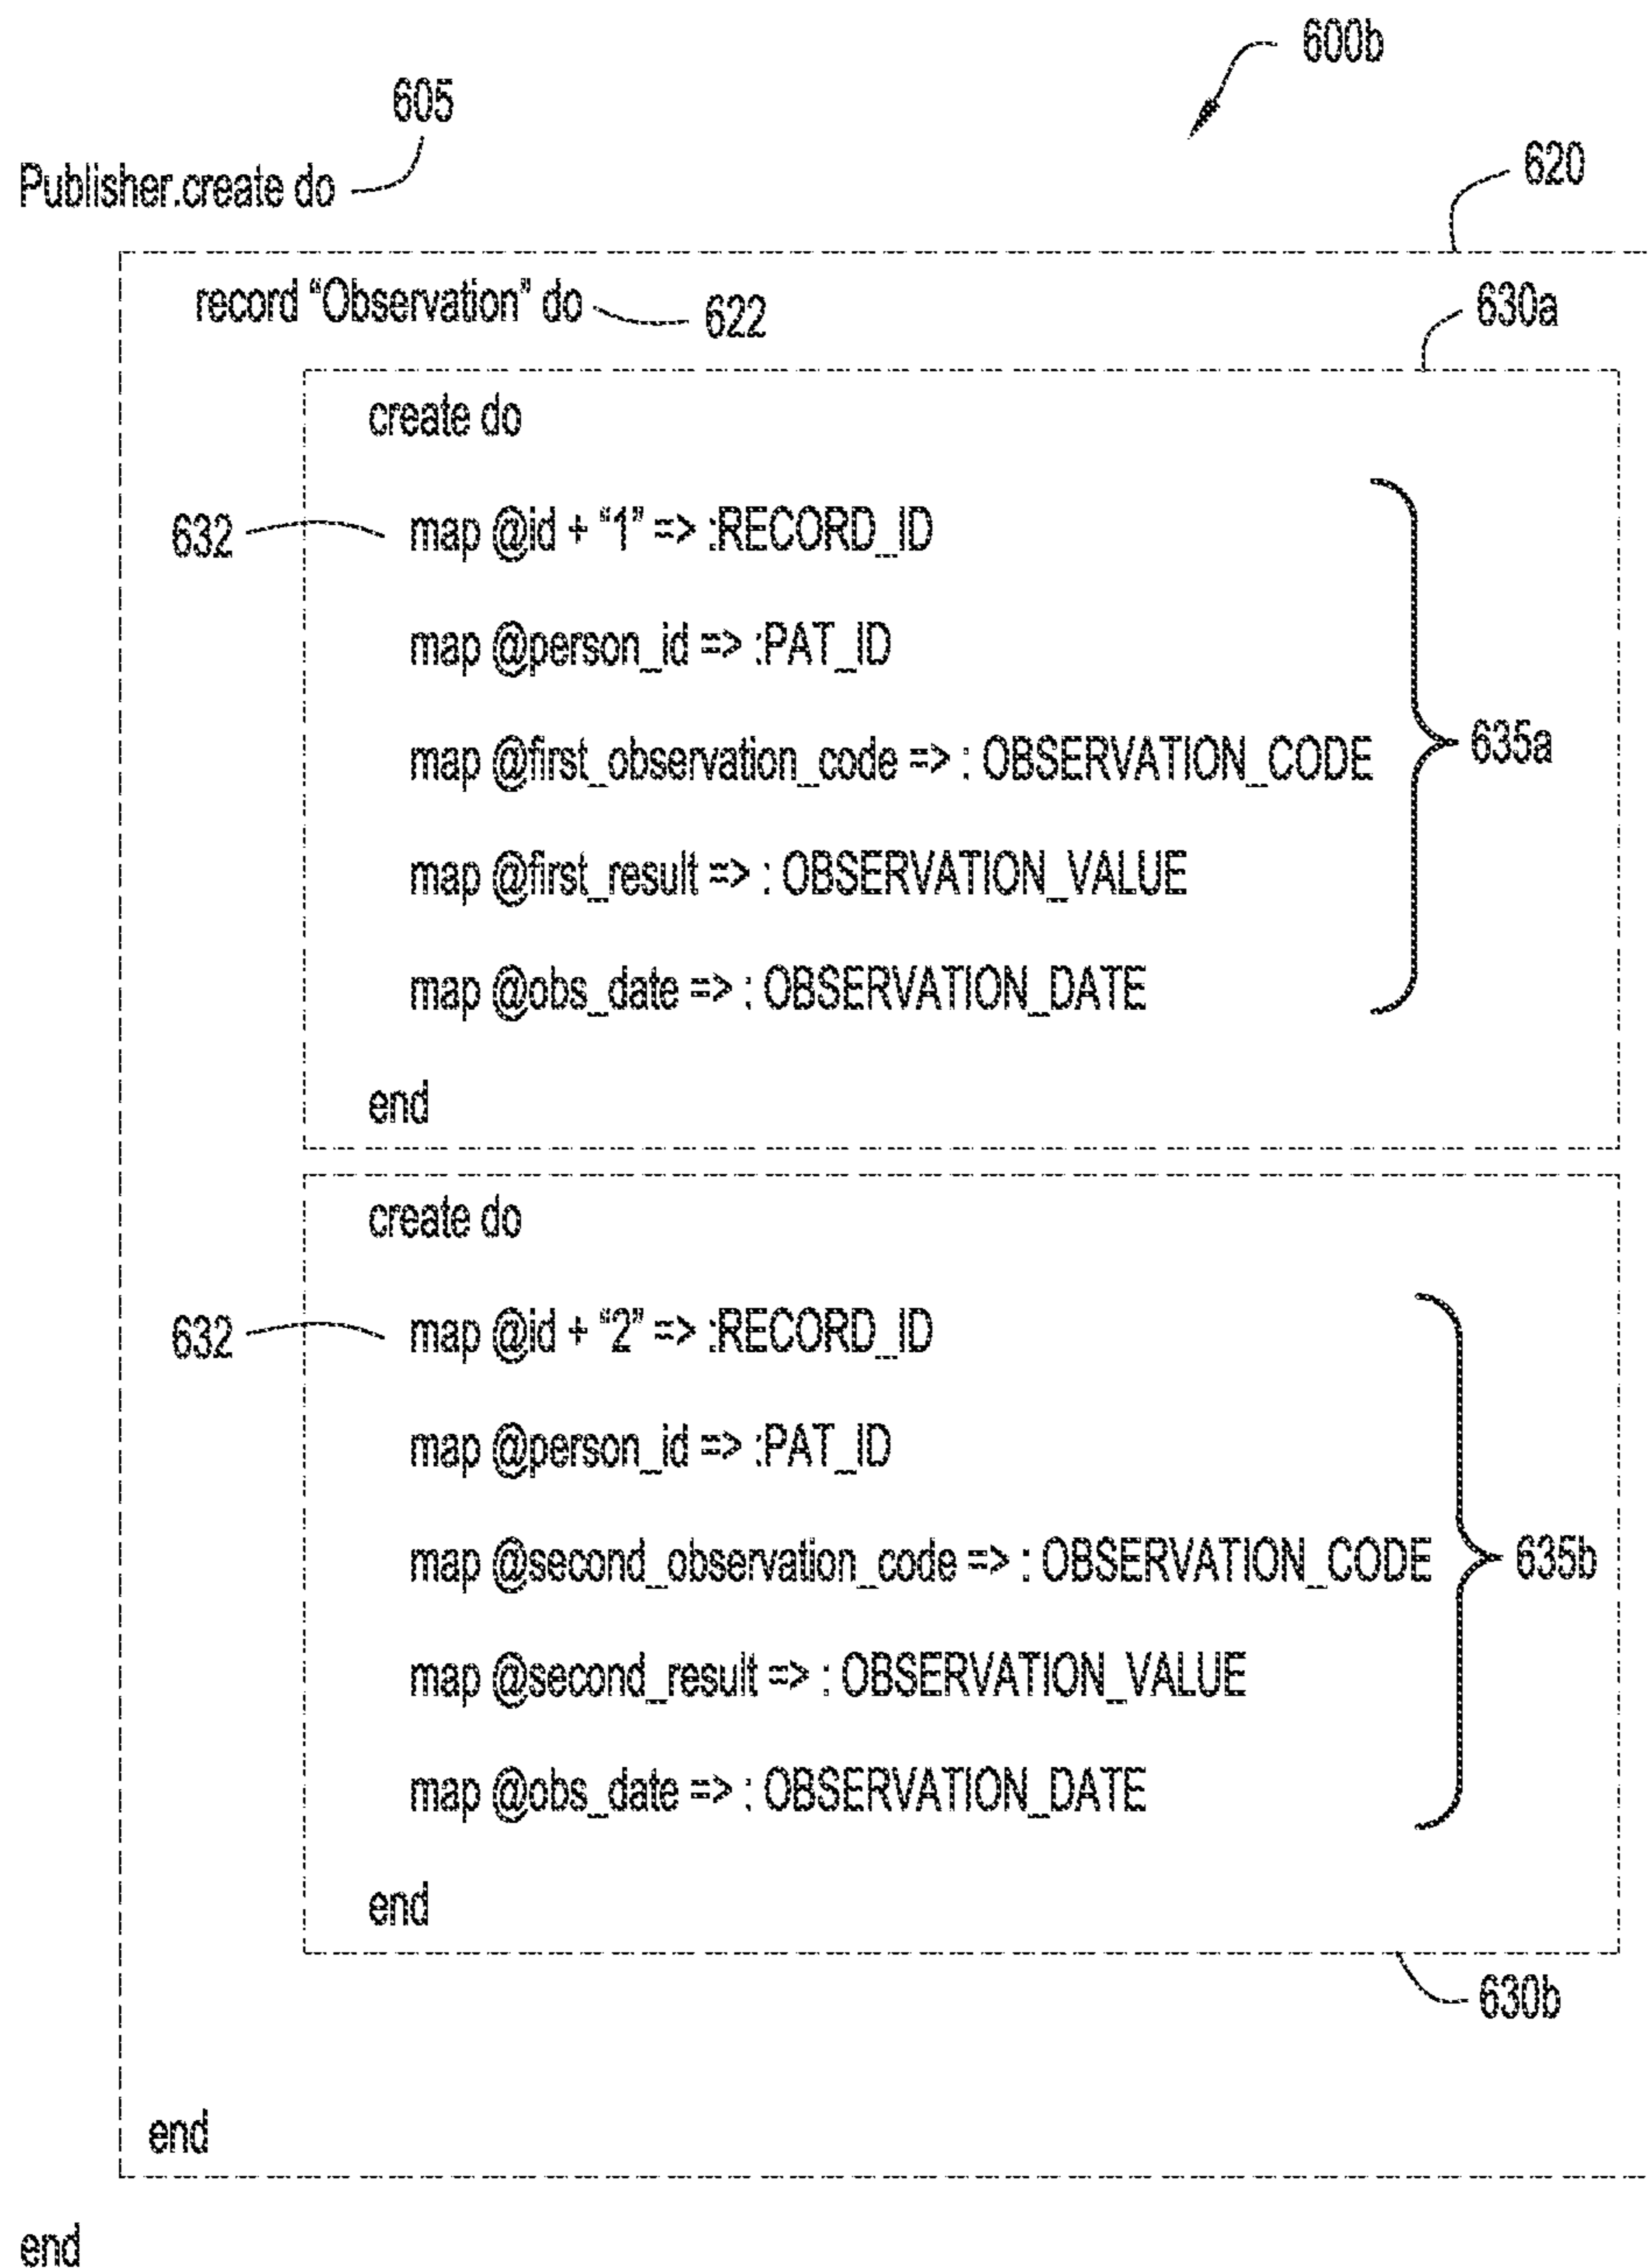 600b
605
Publisher.create do
620
record “Observation” do 622
630a
create do
632 map @id + “1” => :RECORD_ID
map @person_id => :PAT_ID
map @first_observation_code => : OBSERVATION_CODE
635a
map @first_result => : OBSERVATION_VALUE
map @obs_date => : OBSERVATION_DATE
end
create do
632 map @id + “2” => :RECORD_ID
map @person_id => :PAT_ID
map @second_observation_code => : OBSERVATION_CODE
635b
map @second_result => : OBSERVATION_VALUE
map @obs_date => : OBSERVATION_DATE
end
630b
end
end